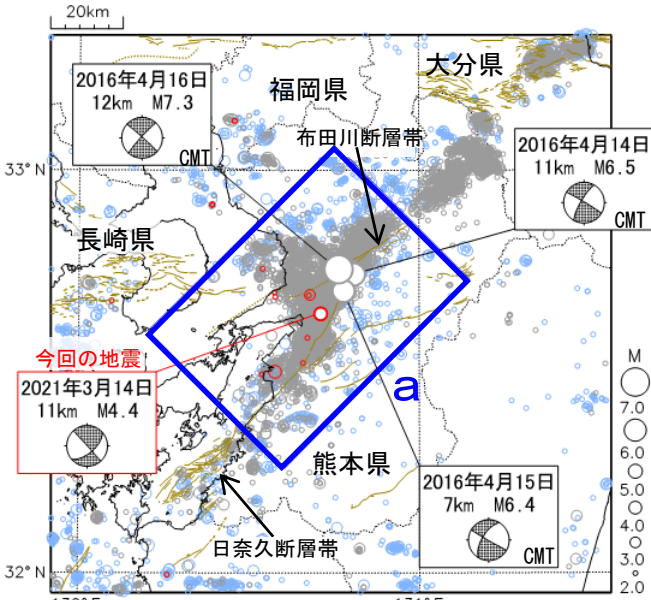 20km
大分県
2016年4月16日
12km M7.3
CMT
福岡県
布田川断層帯
2016年4月14日
11km M6.5
CMT
33°N
長崎県
今回の地震
2021年3月14日
11km M4.4
a
M
7.0
6.0
5.0
4.0
3.0
2.0
熊本県
2016年4月15日
7km M6.4
CMT
日奈久断層帯
32°N